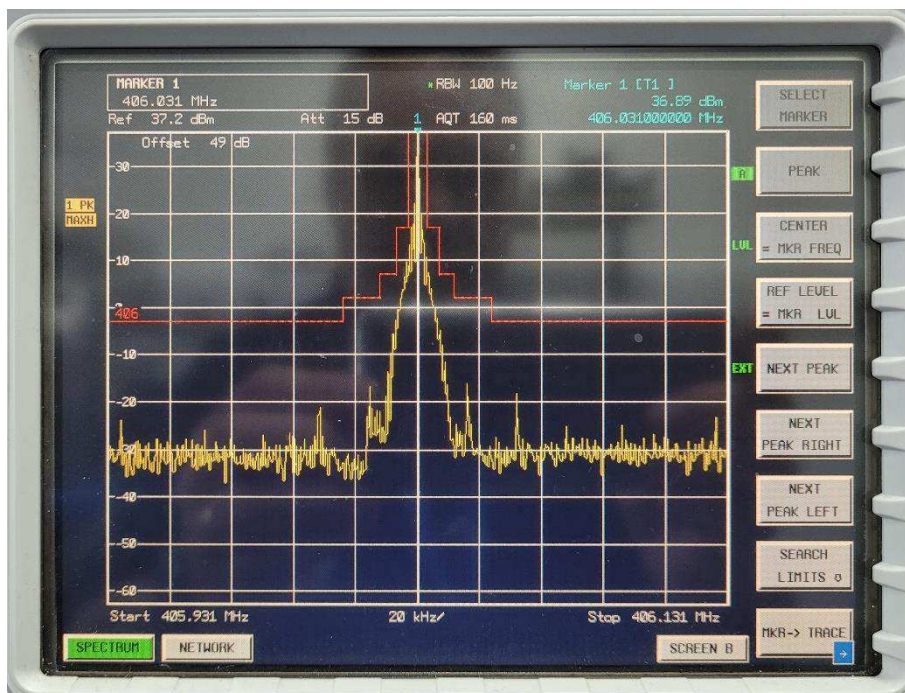 MARKER 1
406.031 MHz
*RBW 100 Hz
Marker 1 [T1 ]
36.89 dBm
Ref 37.2 dBm
Att 15 dB
1
AQT 160 ms
406.031000000 MHz
Offset 49 dB
1 PK
MAXH
30
20
10
0
406
-10
-20
-30
-40
-50
-60
A
LVL
EXT
Start 405.931 MHz
20 kHz/
Stop 406.131 MHz
SPECTRUM
NETWORK
SCREEN B
SELECT
MARKER
PEAK
CENTER
= MKR FREQ
REF LEVEL
= MKR LVL
NEXT PEAK
NEXT
PEAK RIGHT
NEXT
PEAK LEFT
SEARCH
LIMITS
MKR-> TRACE